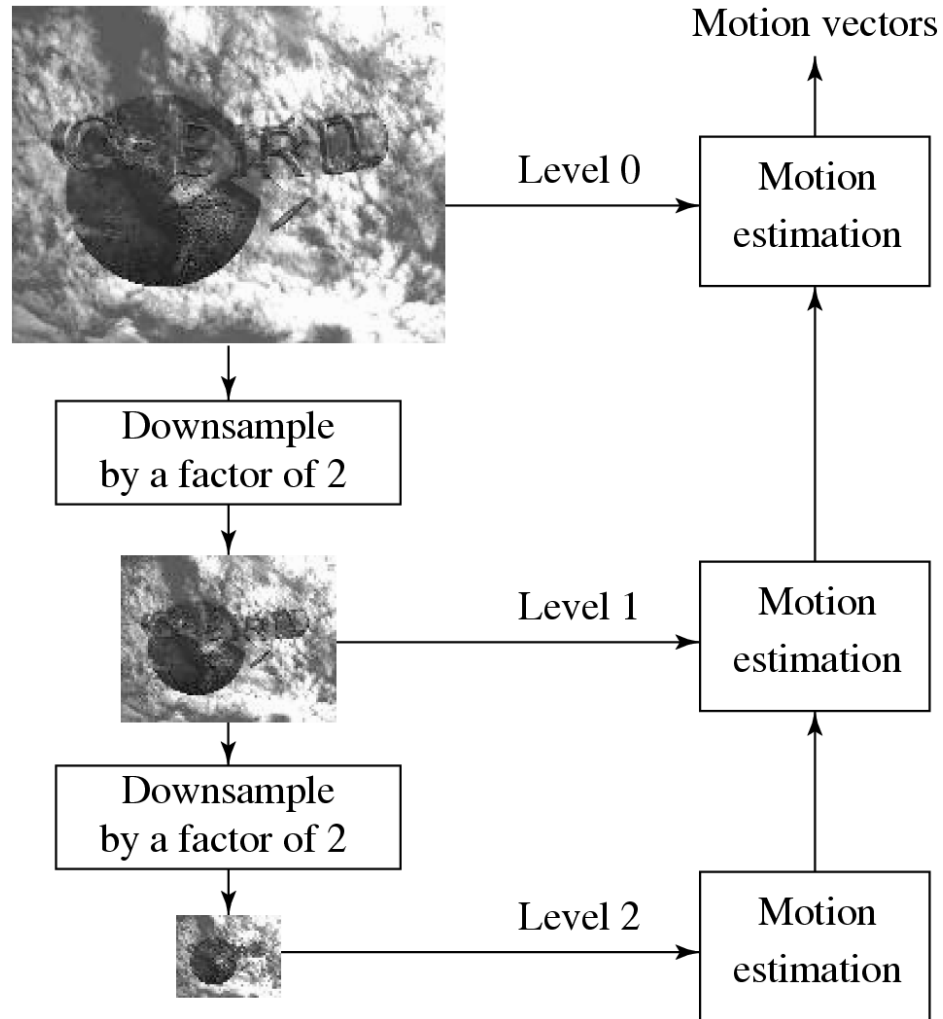 Motion vectors
Level 0
Motion
estimation
Downsample
by a factor of 2
Level 1
Motion
estimation
Downsample
by a factor of 2
Level 2
Motion
estimation